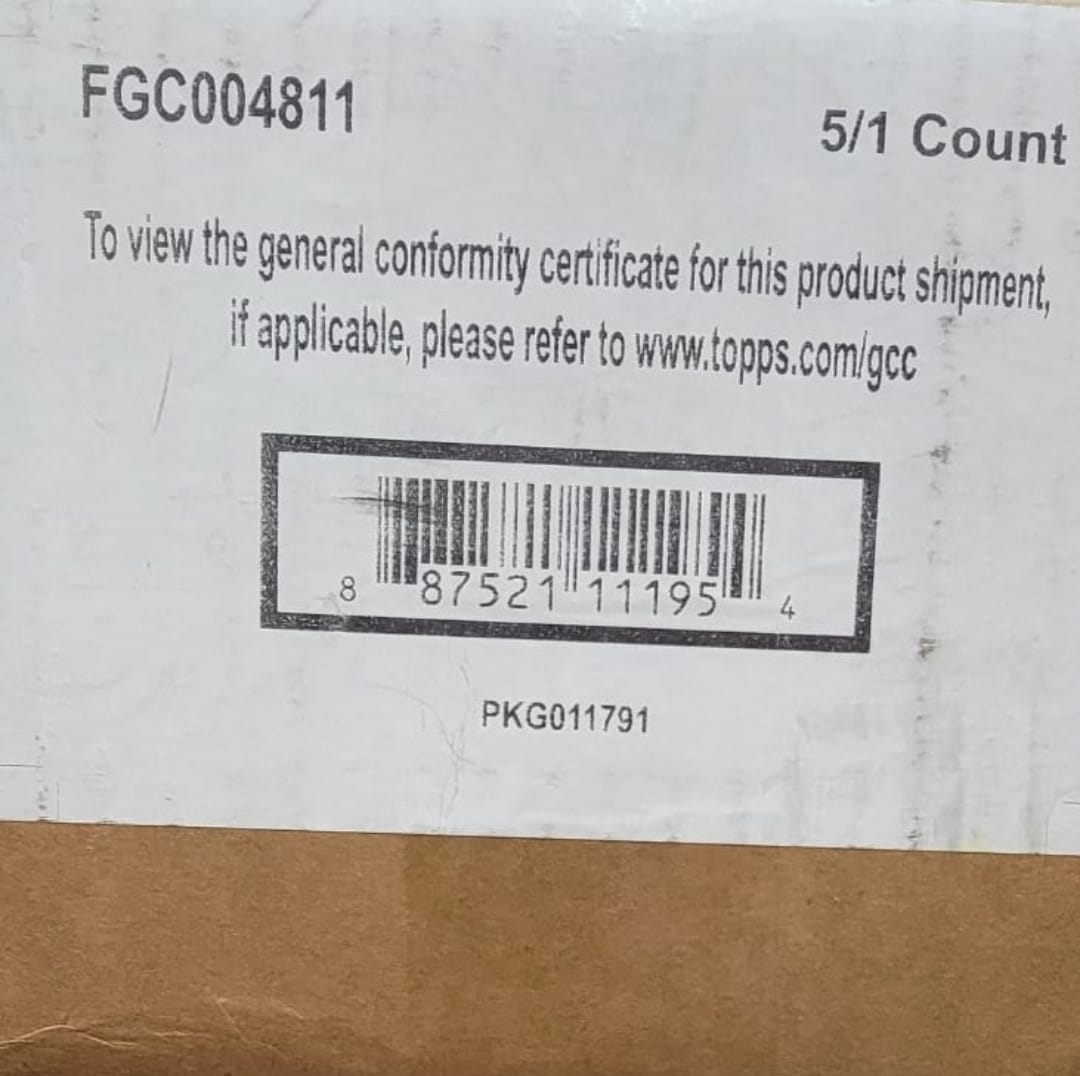 FGC004811
5/1 Count
To view the general conformity certificate for this product shipment,
if applicable, please refer to www.topps.com/gcc
8 87521 11195 4
PKG011791